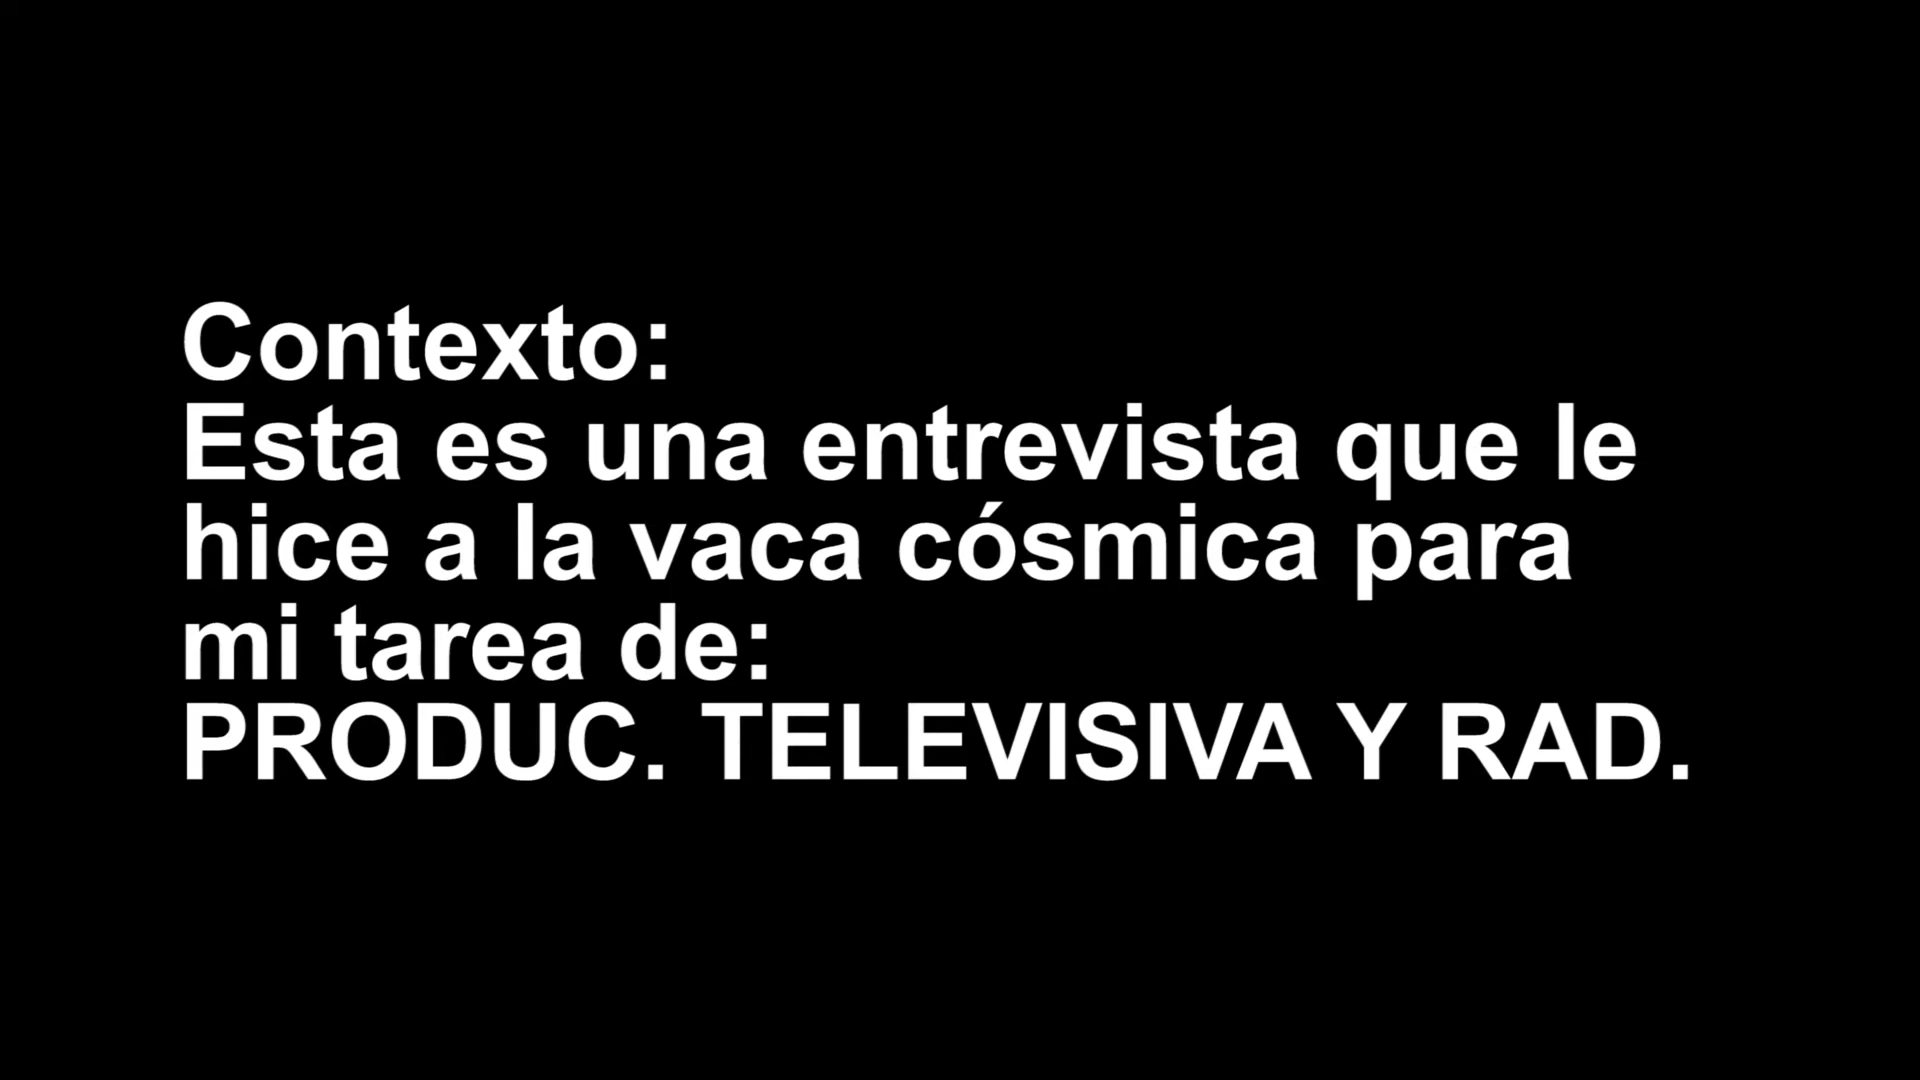 Contexto:
Esta es una entrevista que le
hice a la vaca cósmica para
mi tarea de:
PRODUC. TELEVISIVA Y RAD.